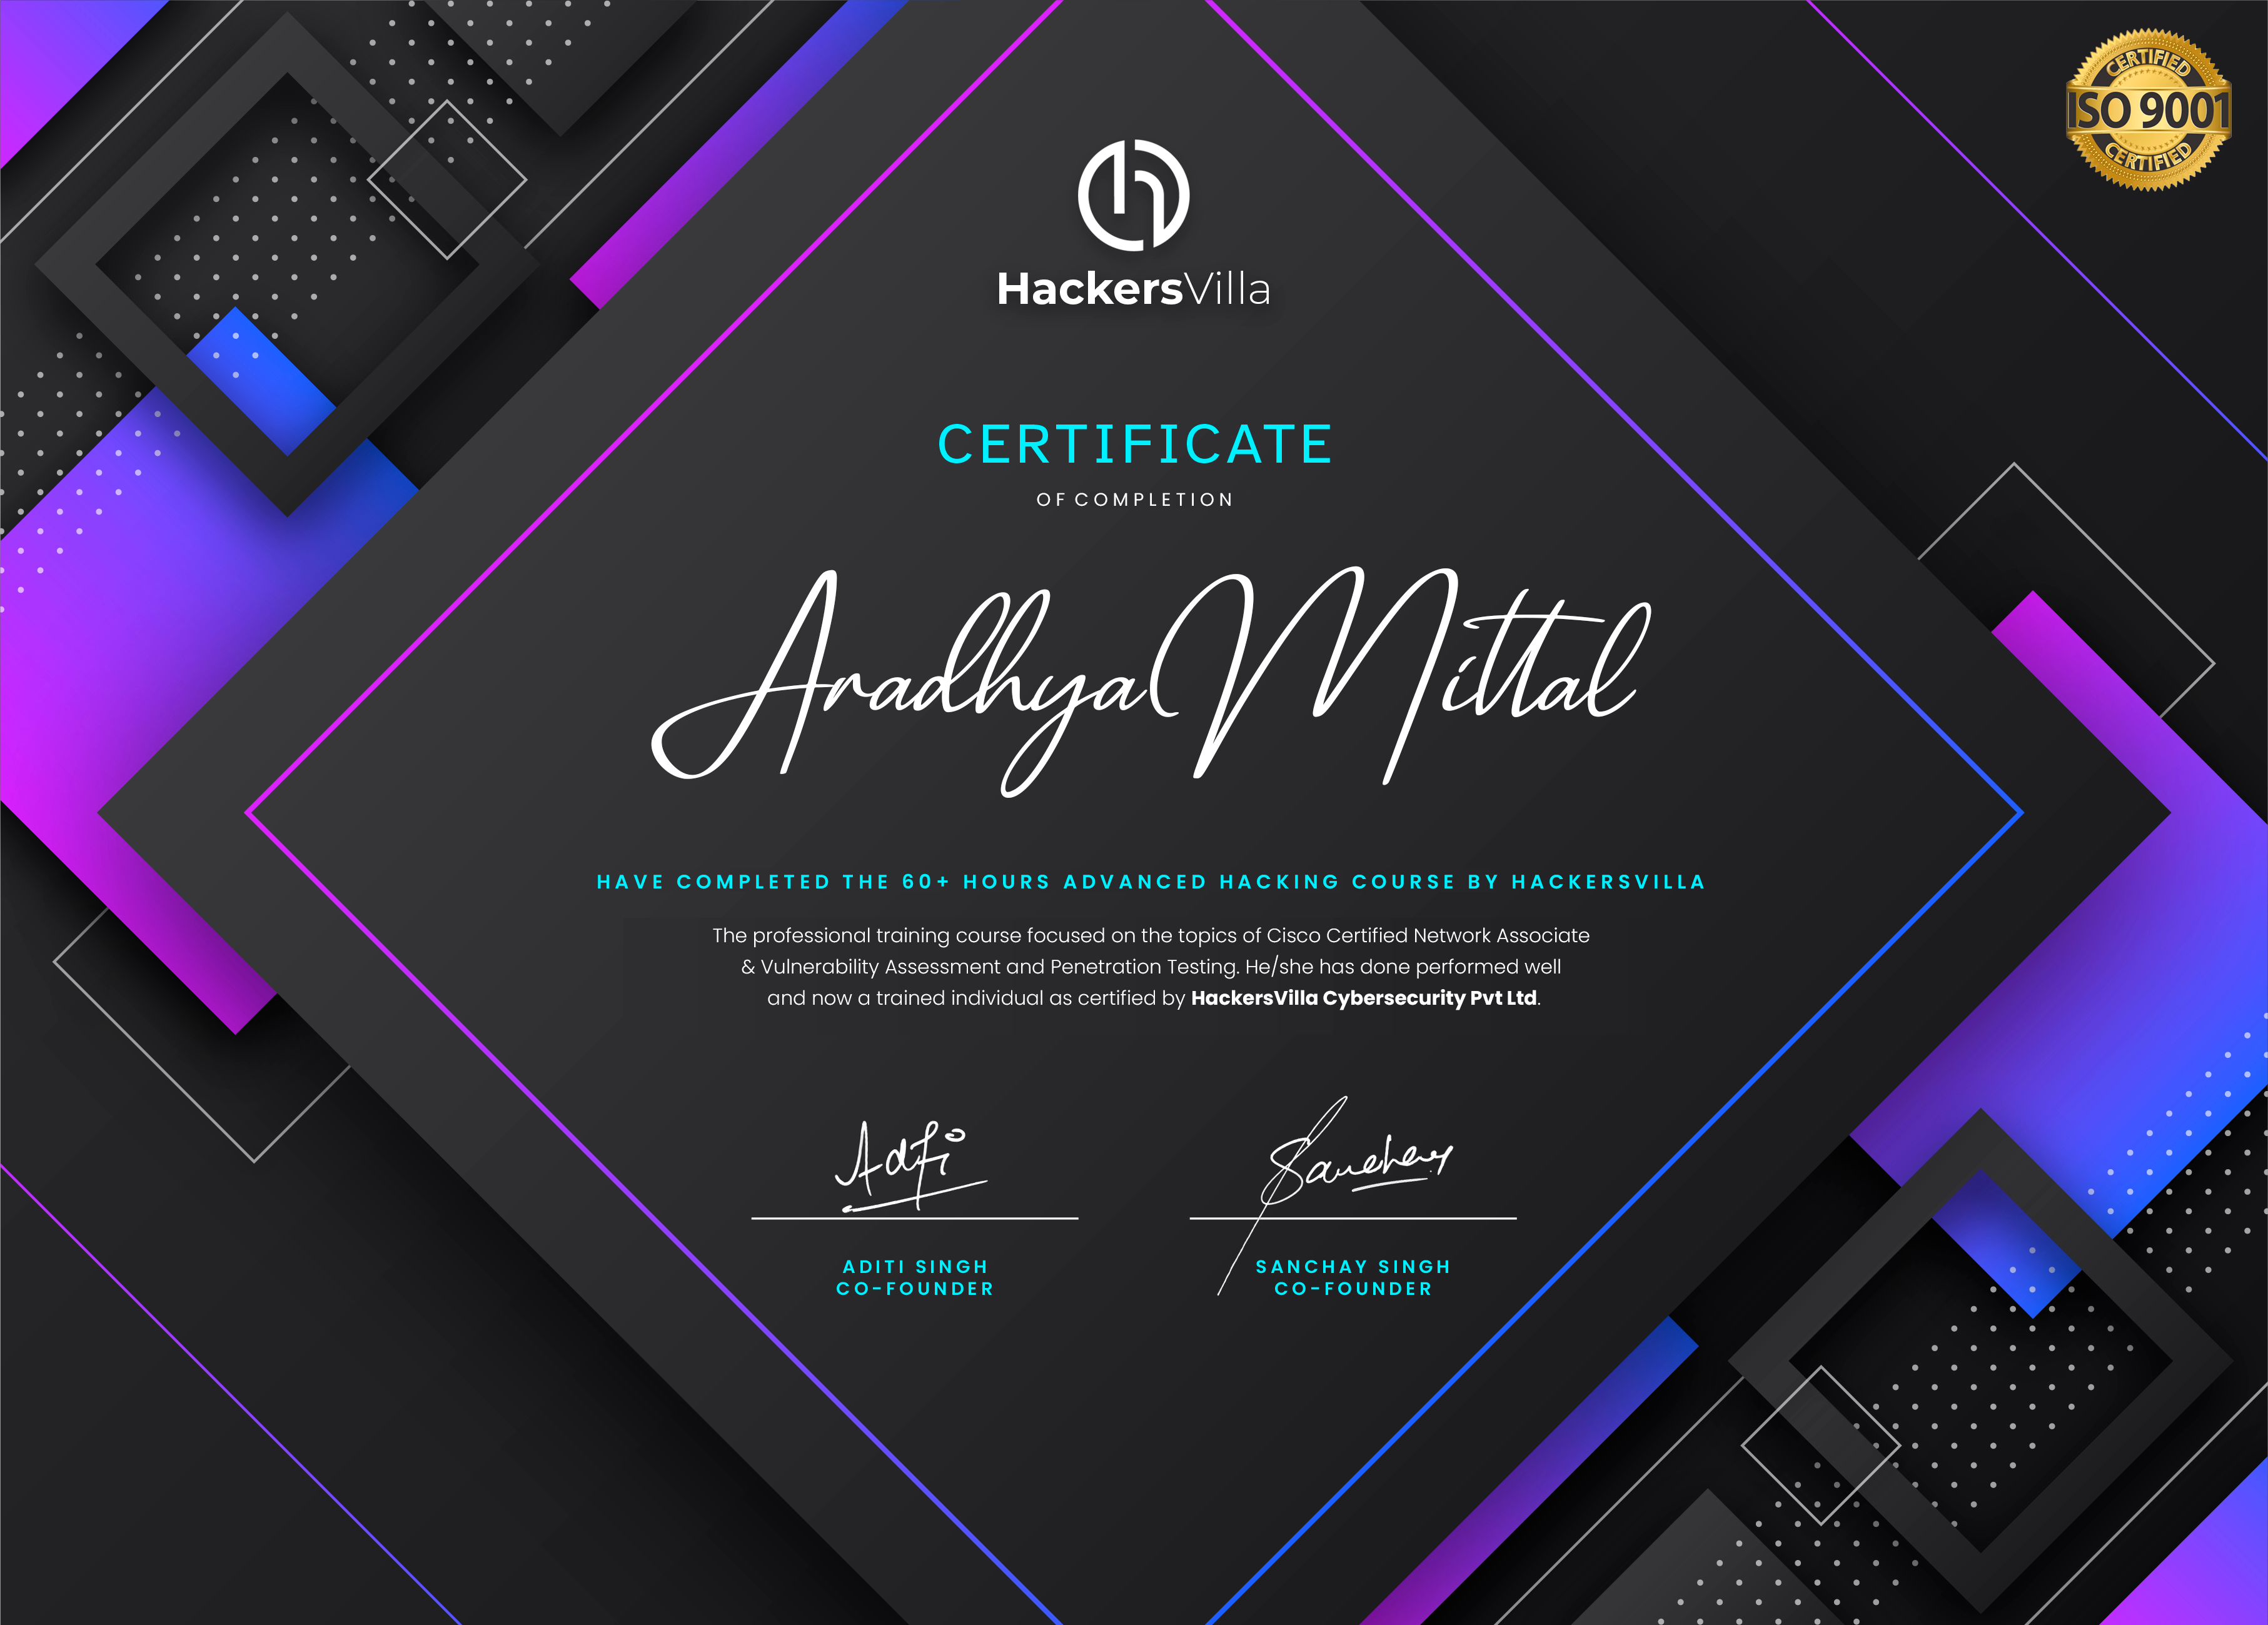 CERTIFIED
ISO 9001
CERTIFIED
HackersVilla
CERTIFICATE
OF COMPLETION
Aradhya Mittal
HAVE COMPLETED THE 60+ HOURS ADVANCED HACKING COURSE BY HACKERSVILLA
The professional training course focused on the topics of Cisco Certified Network Associate
& Vulnerability Assessment and Penetration Testing. He/she has done performed well
and now a trained individual as certified by HackersVilla Cybersecurity Pvt Ltd.
Aditi
Sanchay
ADITI SINGH
SANCHAY SINGH
CO-FOUNDER
CO-FOUNDER